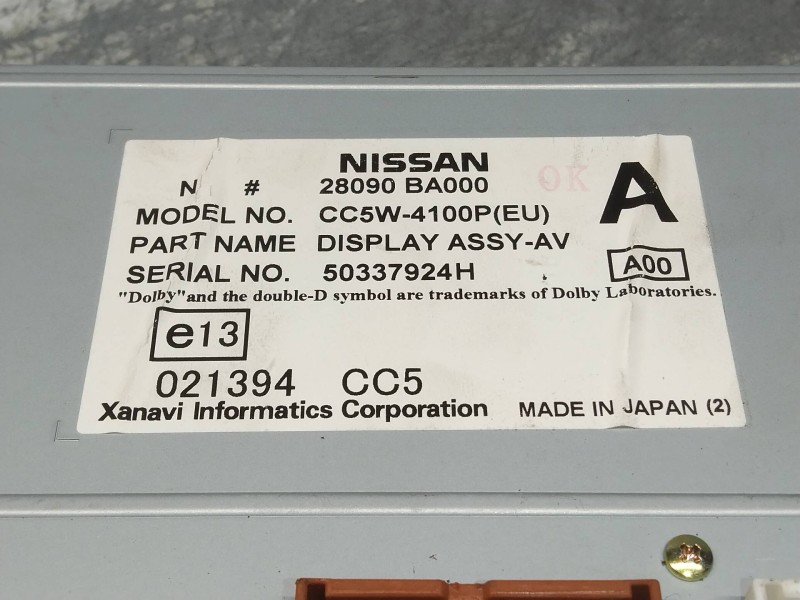 NISSAN
N # 28090 BA000
OK
A
MODEL NO. CC5W-4100P(EU)
PART NAME DISPLAY ASSY-AV
SERIAL NO. 50337924H
A00
"Dolby" and the double-D symbol are trademarks of Dolby Laboratories.
e13
021394 CC5
Xanavi Informatics Corporation MADE IN JAPAN (2)